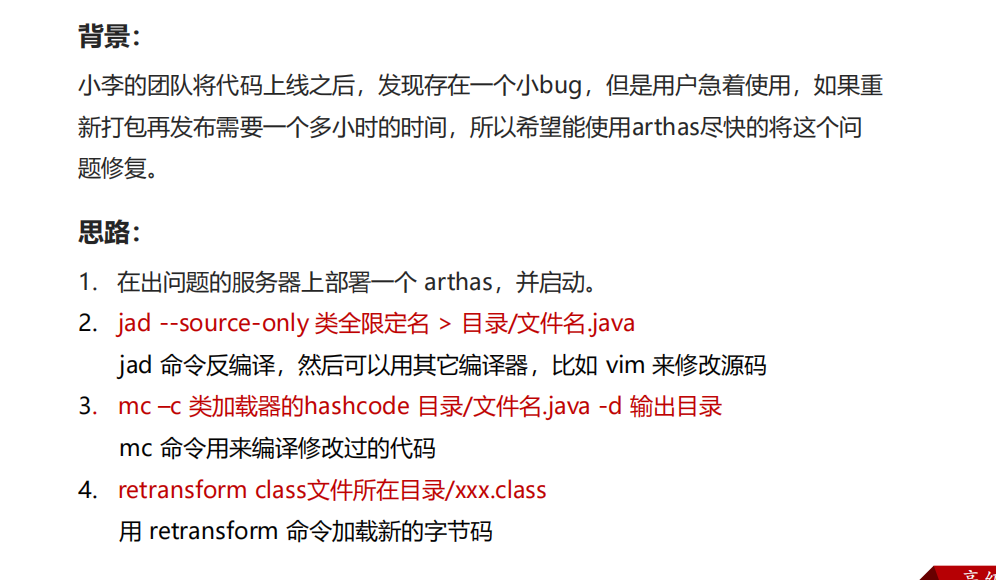 背景：
小李的团队将代码上线之后，发现存在一个小bug，但是用户急着使用，如果重
新打包再发布需要一个多小时的时间，所以希望能使用arthas尽快的将这个问
题修复。
思路：
1. 在出问题的服务器上部署一个 arthas，并启动。
2. jad --source-only 类全限定名 > 目录/文件名.java
jad 命令反编译，然后可以用其它编译器，比如 vim 来修改源码
3. mc –c 类加载器的hashcode 目录/文件名.java -d 输出目录
mc 命令用来编译修改过的代码
4. retransform class文件所在目录/xxx.class
用 retransform 命令加载新的字节码